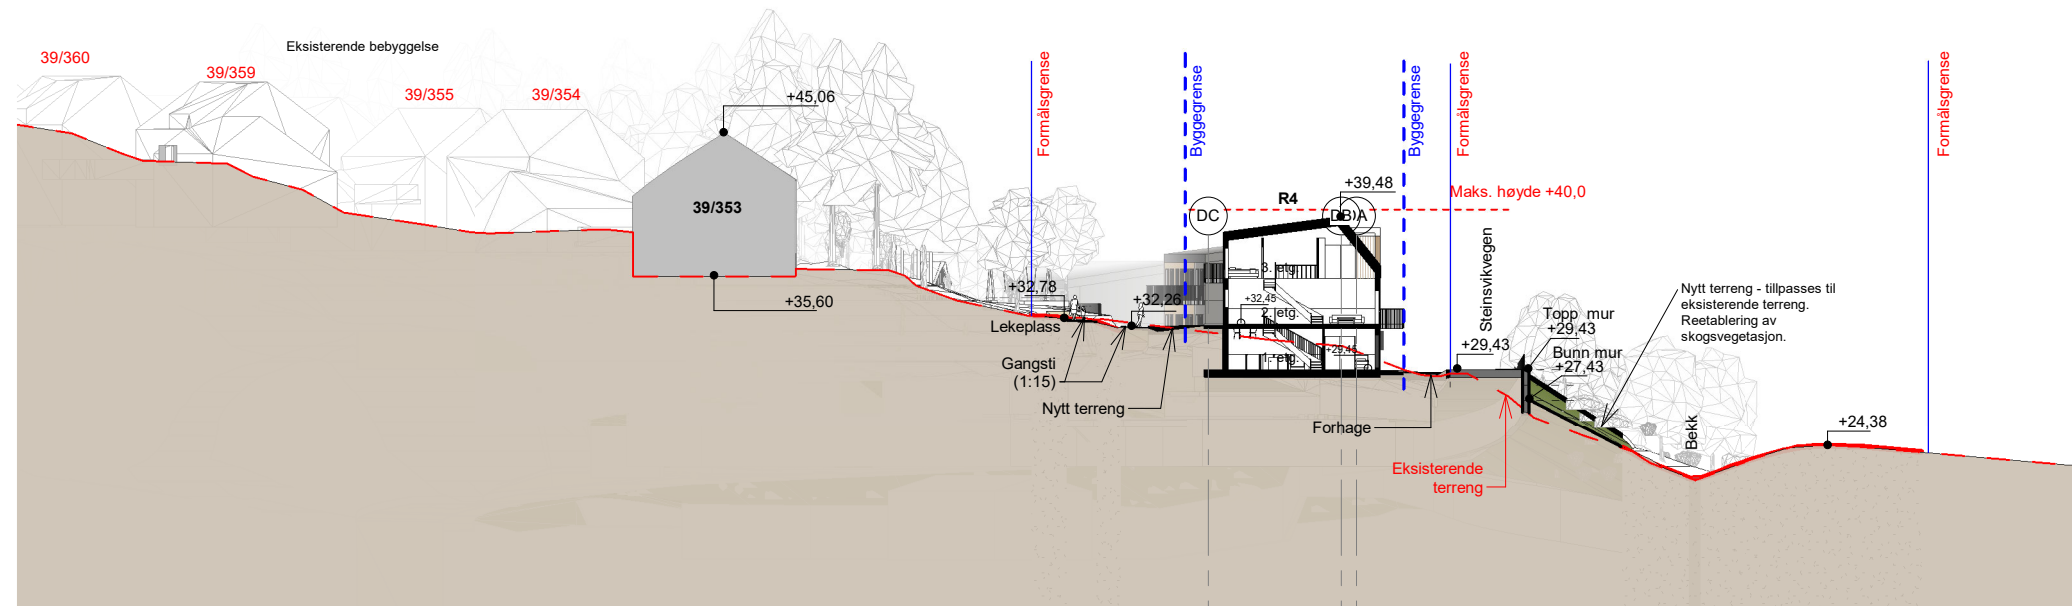 39/360
Eksisterende bebyggelse
39/359
39/355
39/354
+45,06
39/353
+35,60
Formålsgrense
Byggegrense
Byggegrense
Formålsgrense
Formålsgrense
+39,48
Maks. høyde +40,0
R4
DC
A
3. etg.
+32,45
2. etg.
+29,45
1. etg.
+32,78
+32,26
Lekeplass
Gangsti
(1:15)
Nytt terreng
Forhage
Steinsvikvegen
+29,43
Topp mur
+29,43
Bunn mur
+27,43
Nytt terreng - tillpasses til
eksisterende terreng.
Reetablering av
skogsvegetasjon.
Bekk
+24,38
Eksisterende
terreng